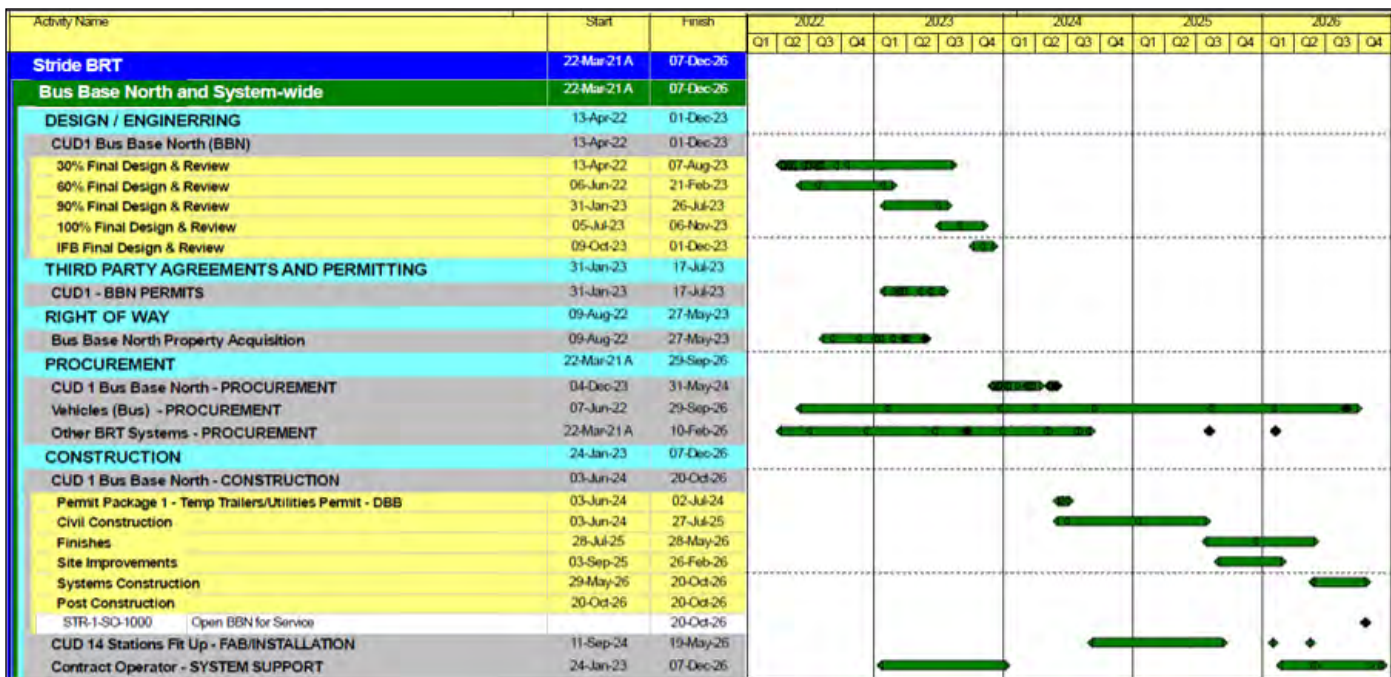 Activity Name Start Finish 2022 2023 2024 2025 2026
Q1 Q2 Q3 Q4 Q1 Q2 Q3 Q4 Q1 Q2 Q3 Q4 Q1 Q2 Q3 Q4 Q1 Q2 Q3 Q4
Stride BRT 22-Mar-21 A 07-Dec-26
Bus Base North and System-wide 22-Mar-21 A 07-Dec-26
DESIGN / ENGINERRING 13-Apr-22 01-Dec-23
CUD1 Bus Base North (BBN) 13-Apr-22 01-Dec-23
30% Final Design & Review 13-Apr-22 07-Aug-23
60% Final Design & Review 06-Jun-22 21-Feb-23
90% Final Design & Review 31-Jan-23 26-Jul-23
100% Final Design & Review 05-Jul-23 06-Nov-23
IFB Final Design & Review 09-Oct-23 01-Dec-23
THIRD PARTY AGREEMENTS AND PERMITTING 31-Jan-23 17-Jul-23
CUD1 - BBN PERMITS 31-Jan-23 17-Jul-23
RIGHT OF WAY 09-Aug-22 27-May-23
Bus Base North Property Acquisition 09-Aug-22 27-May-23
PROCUREMENT 22-Mar-21 A 29-Sep-26
CUD 1 Bus Base North - PROCUREMENT 04-Dec-23 31-May-24
Vehicles (Bus) - PROCUREMENT 07-Jun-22 29-Sep-26
Other BRT Systems - PROCUREMENT 22-Mar-21 A 10-Feb-26
CONSTRUCTION 24-Jan-23 07-Dec-26
CUD 1 Bus Base North - CONSTRUCTION 03-Jun-24 20-Oct-26
Permit Package 1 - Temp Trailers/Utilities Permit - DBB 03-Jun-24 02-Jul-24
Civil Construction 03-Jun-24 27-Jul-25
Finishes 28-Jul-25 28-May-26
Site Improvements 03-Sep-25 26-Feb-26
Systems Construction 29-May-26 20-Oct-26
Post Construction 20-Oct-26 20-Oct-26
STR-1-SO-1000 Open BBN for Service 20-Oct-26
CUD 14 Stations Fit Up - FAB/INSTALLATION 11-Sep-24 19-May-26
Contract Operator - SYSTEM SUPPORT 24-Jan-23 07-Dec-26